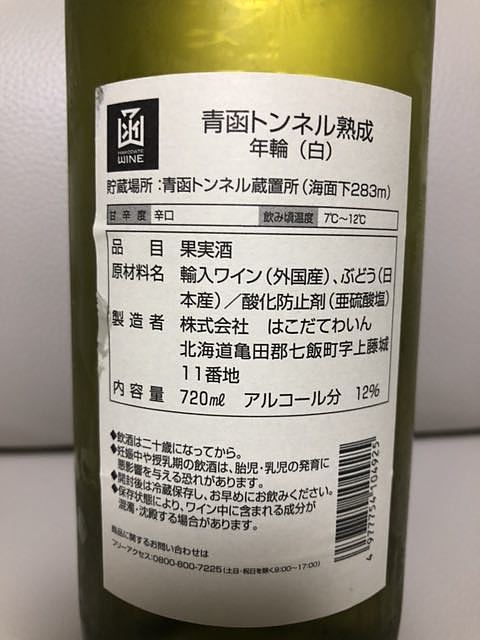 函
HAKODATE
WINE
青函トンネル熟成
年輪（白）
貯蔵場所：青函トンネル蔵置所（海面下283m）
甘辛度 辛口 飲み頃温度 7℃〜12℃
品目 果実酒
原材料名 輸入ワイン（外国産）、ぶどう（日
本産）／酸化防止剤（亜硫酸塩）
製造者 株式会社 はこだてわいん
北海道亀田郡七飯町字上藤城
11番地
内容量 720㎖ アルコール分 12%
◆飲酒は二十歳になってから。
◆妊娠中や授乳期の飲酒は、胎児・乳児の発育に
悪影響を与える恐れがあります。
◆開封後は冷蔵保存し、お早めにお飲みください。
◆保存状態により、ワイン中に含まれる成分が
混濁・沈殿する場合があります。
商品に関するお問い合わせは
フリーアクセス：0800-800-7225（土日・祝日を除く9:00〜17:00）
4977754104925